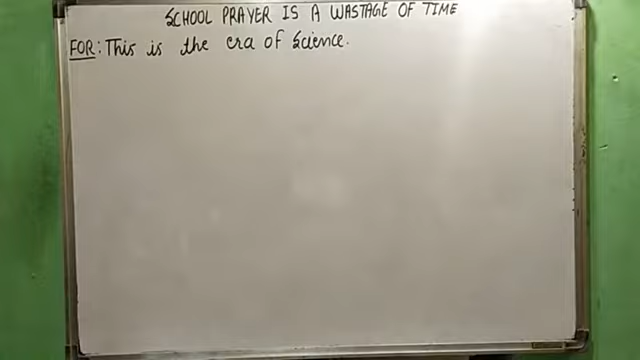 SCHOOL PRAYER IS A WASTAGE OF TIME
FOR: This is the era of Science.